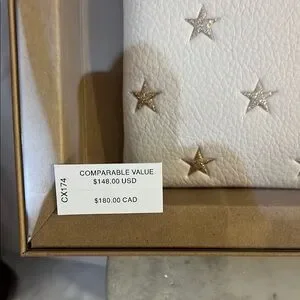 CX174
COMPARABLE VALUE
$148.00 USD
$180.00 CAD